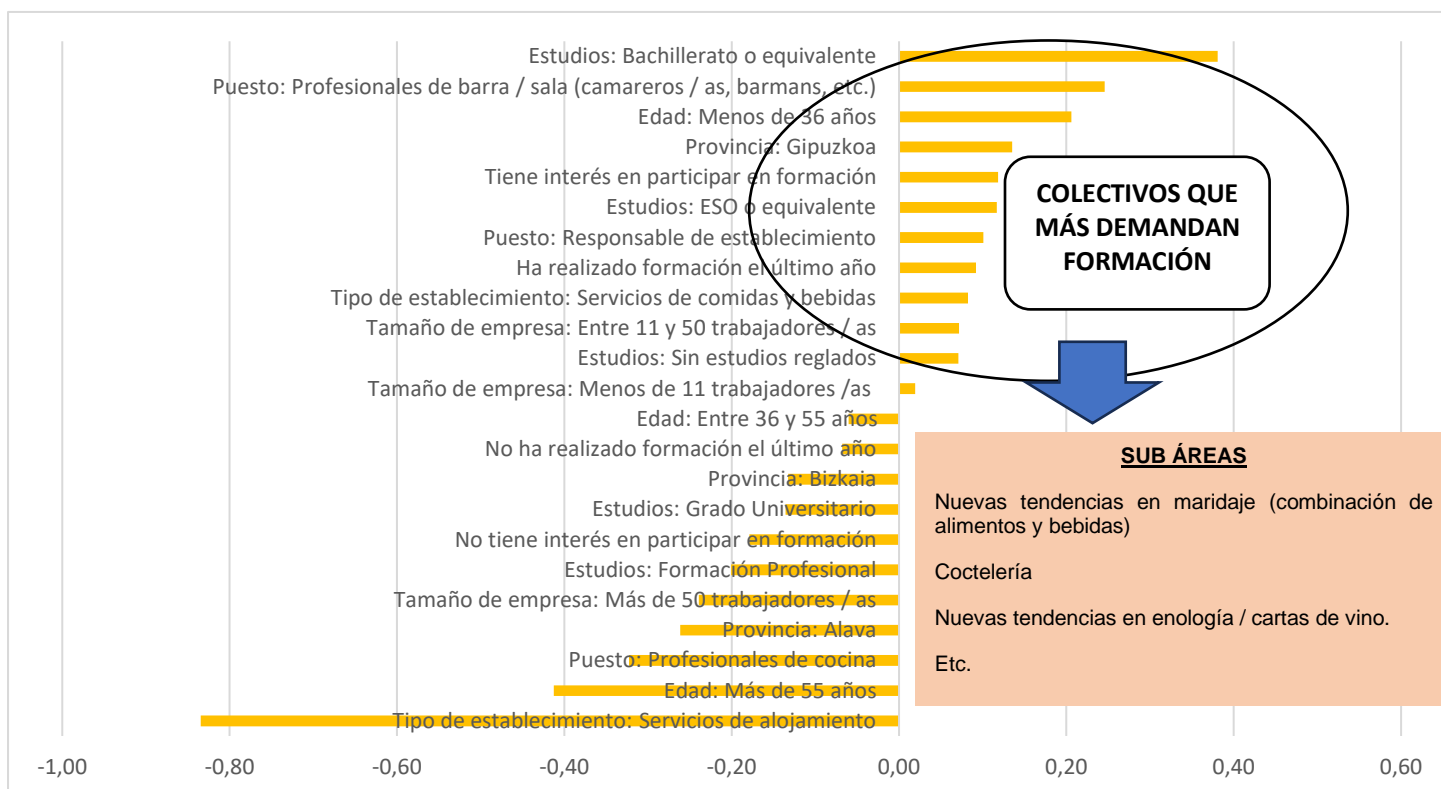 Estudios: Bachillerato o equivalente
Puesto: Profesionales de barra / sala (camareros / as, barmans, etc.)
Edad: Menos de 36 años
Provincia: Gipuzkoa
Tiene interés en participar en formación
Estudios: ESO o equivalente
Puesto: Responsable de establecimiento
Ha realizado formación el último año
Tipo de establecimiento: Servicios de comidas y bebidas
Tamaño de empresa: Entre 11 y 50 trabajadores / as
Estudios: Sin estudios reglados
Tamaño de empresa: Menos de 11 trabajadores /as
Edad: Entre 36 y 55 años
No ha realizado formación el último año
Provincia: Bizkaia
Estudios: Grado Universitario
No tiene interés en participar en formación
Estudios: Formación Profesional
Tamaño de empresa: Más de 50 trabajadores / as
Provincia: Alava
Puesto: Profesionales de cocina
Edad: Más de 55 años
Tipo de establecimiento: Servicios de alojamiento
COLECTIVOS QUE
MÁS DEMANDAN
FORMACIÓN
SUB ÁREAS
Nuevas tendencias en maridaje (combinación de
alimentos y bebidas)
Coctelería
Nuevas tendencias en enología / cartas de vino.
Etc.
-1,00 -0,80 -0,60 -0,40 -0,20 0,00 0,20 0,40 0,60